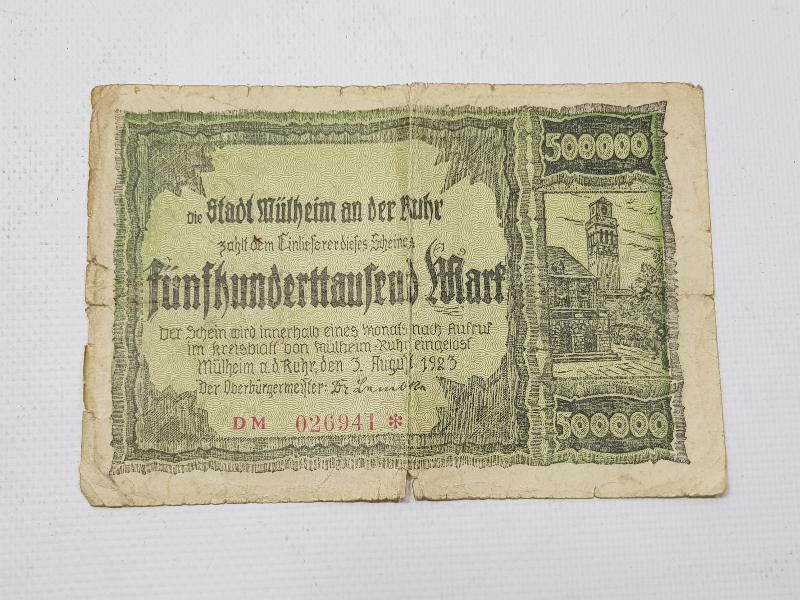 die Stadt Mülheim an der Ruhr
zahlt dem Einlieferer dieses Scheines
fünfhunderttausend Mark
Der Schein wird innerhalb eines Monats nach Aufruf
im Kreisblatt von Mülheim-Ruhr eingelöst
Mülheim a.d. Ruhr, den 3. August 1923
Der Oberbürgermeister: Dr Lembke
DM 026941 *
500000
500000